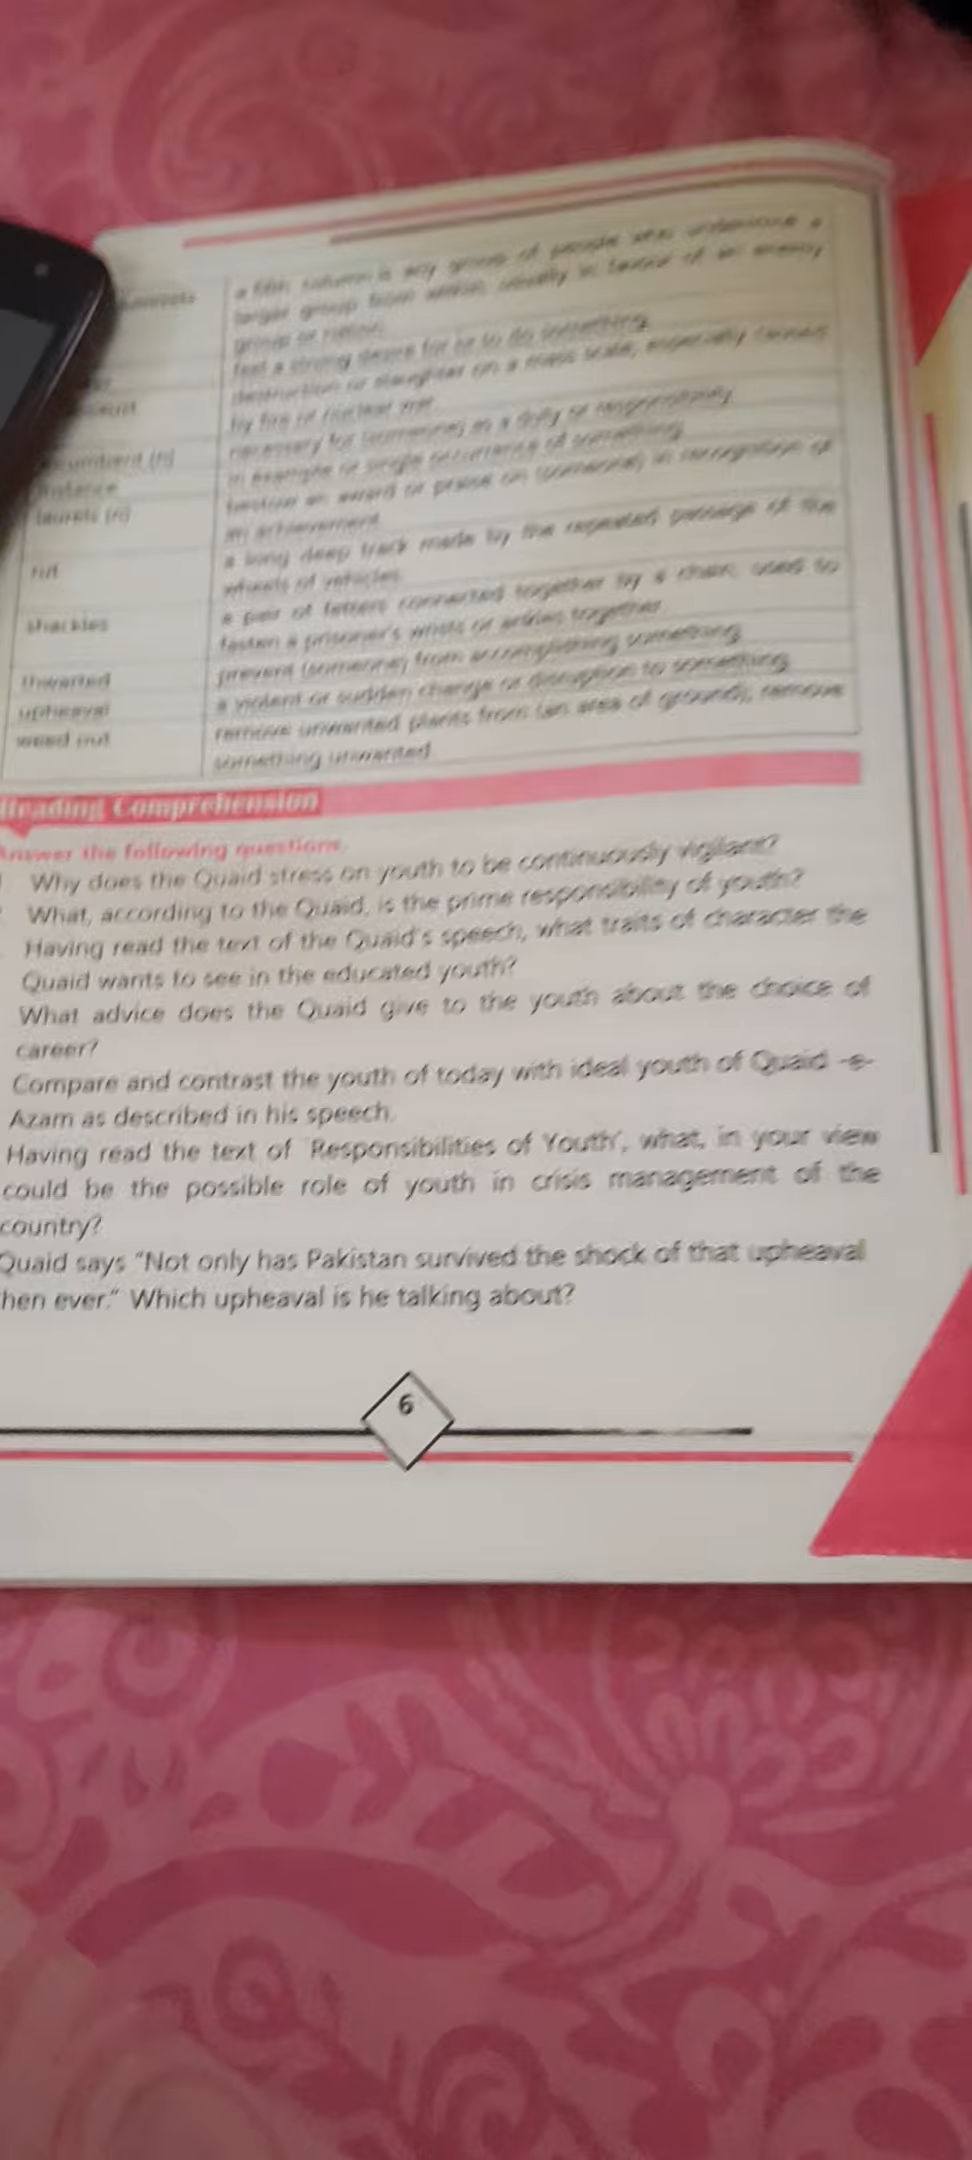 a fifth column is any group of people who undermine a
larger group from within, usually in favour of an enemy
group or nation.
feel a strong desire for or to do something
destruction or slaughter on a mass scale, especially caused
by fire or nuclear war
umbent (n) necessary for (someone) as a duty or responsibility
instance example or single occurrence of something
laurels (n) bestow an award or praise on (someone) in recognition of
an achievement
rut a long deep track made by the repeated passage of the
wheels of vehicles
shackles a pair of fetters connected together by a chain, used to
fasten a prisoner's wrists or ankles together
thwarted prevent (someone) from accomplishing something
upheaval a violent or sudden change or disruption to something
weed out remove unwanted plants from (an area of ground), remove
something unwanted
Reading Comprehension
Answer the following questions.
Why does the Quaid stress on youth to be continuously vigilant?
What, according to the Quaid, is the prime responsibility of youth?
Having read the text of the Quaid's speech, what traits of character the
Quaid wants to see in the educated youth?
What advice does the Quaid give to the youth about the choice of
career?
Compare and contrast the youth of today with ideal youth of Quaid -e-
Azam as described in his speech.
Having read the text of 'Responsibilities of Youth', what, in your view
could be the possible role of youth in crisis management of the
country?
Quaid says "Not only has Pakistan survived the shock of that upheaval
hen ever." Which upheaval is he talking about?
6